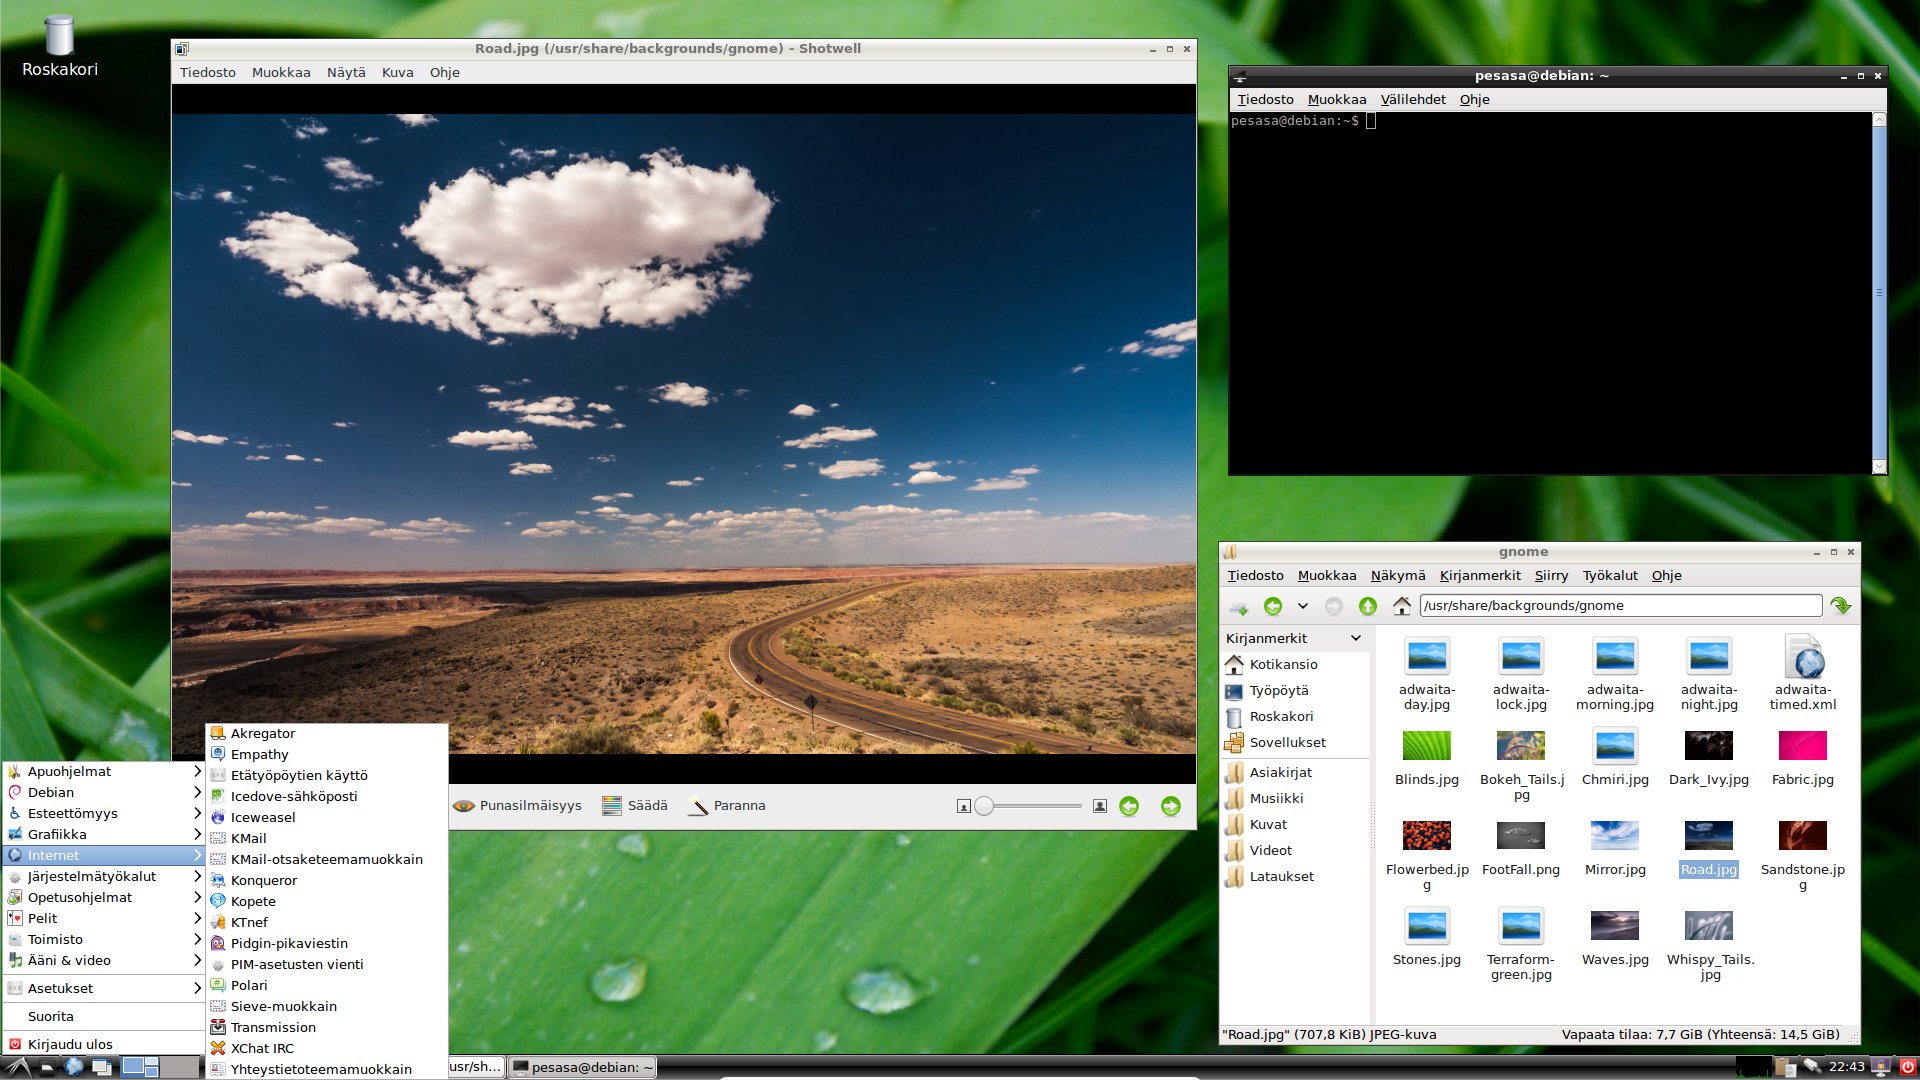 Roskakori
Road.jpg (/usr/share/backgrounds/gnome) - Shotwell
Tiedosto Muokkaa Näytä Kuva Ohje
Punasilmäisyys Säädä Paranna
pesasa@debian: ~
Tiedosto Muokkaa Välilehdet Ohje
pesasa@debian:~$
gnome
Tiedosto Muokkaa Näkymä Kirjanmerkit Siirry Työkalut Ohje
/usr/share/backgrounds/gnome
Kirjanmerkit
Kotikansio
Työpöytä
Roskakori
Sovellukset
Asiakirjat
Musiikki
Kuvat
Videot
Lataukset
adwaita-
day.jpg
adwaita-
lock.jpg
adwaita-
morning.jpg
adwaita-
night.jpg
adwaita-
timed.xml
Blinds.jpg
Bokeh_Tails.j
pg
Chmiri.jpg
Dark_Ivy.jpg
Fabric.jpg
Flowerbed.jp
g
FootFall.png
Mirror.jpg
Road.jpg
Sandstone.jp
g
Stones.jpg
Terraform-
green.jpg
Waves.jpg
Whispy_Tails.
jpg
"Road.jpg" (707,8 KiB) JPEG-kuva
Vapaata tilaa: 7,7 GiB (Yhteensä: 14,5 GiB)
Apuohjelmat
Debian
Esteettömyys
Grafiikka
Internet
Järjestelmätyökalut
Opetusohjelmat
Pelit
Toimisto
Ääni & video
Asetukset
Suorita
Kirjaudu ulos
Akregator
Empathy
Etätyöpöytien käyttö
Icedove-sähköposti
Iceweasel
KMail
KMail-otsaketeemamuokkain
Konqueror
Kopete
KTnef
Pidgin-pikaviestin
PIM-asetusten vienti
Polari
Sieve-muokkain
Transmission
XChat IRC
Yhteystietoteemamuokkain
usr/sh...
pesasa@debian: ~
22:43